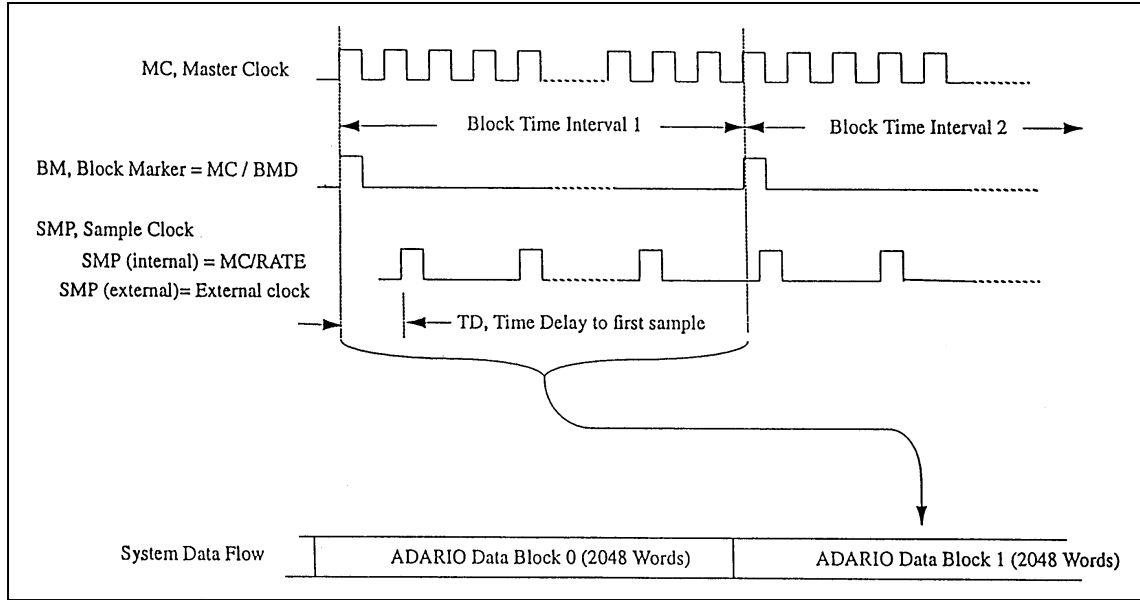 MC, Master Clock
Block Time Interval 1
Block Time Interval 2
BM, Block Marker = MC / BMD
SMP, Sample Clock
SMP (internal) = MC/RATE
SMP (external)= External clock
TD, Time Delay to first sample
System Data Flow
ADARIO Data Block 0 (2048 Words)
ADARIO Data Block 1 (2048 Words)